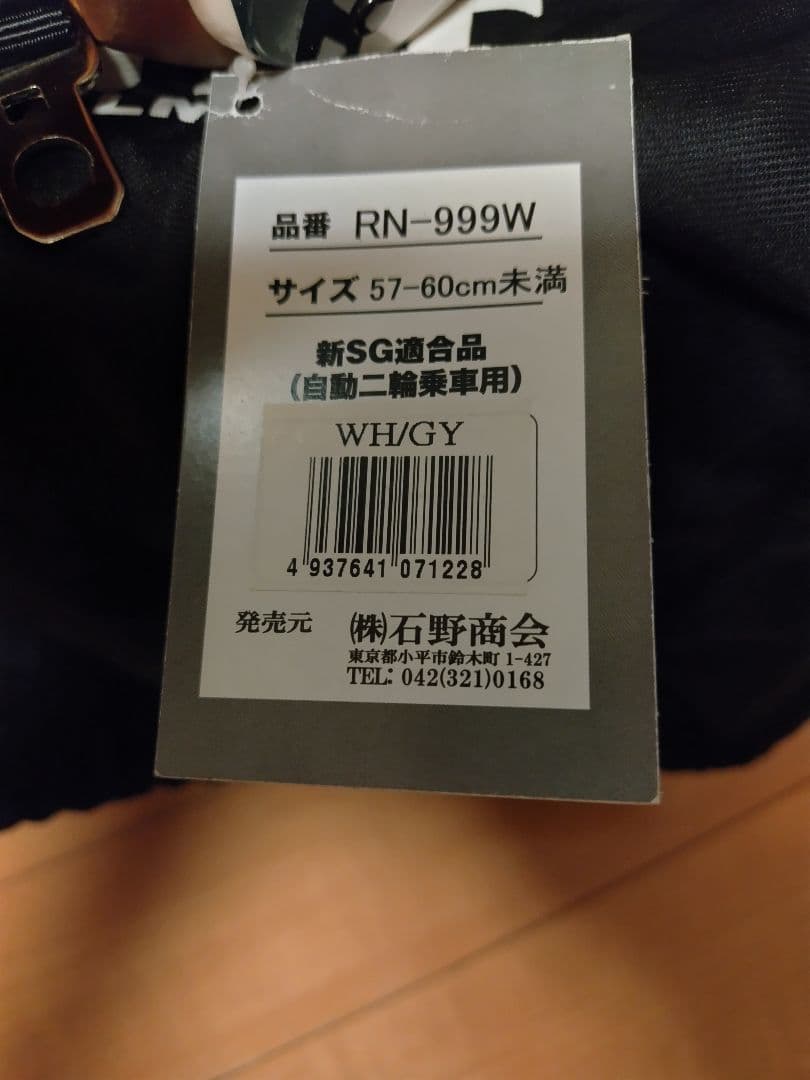 品番 RN-999W
サイズ 57-60cm未満
新SG適合品
(自動二輪乗車用)
WH/GY
4 937641 071228
発売元 ㈱石野商会
東京都小平市鈴木町 1-427
TEL: 042(321)0168